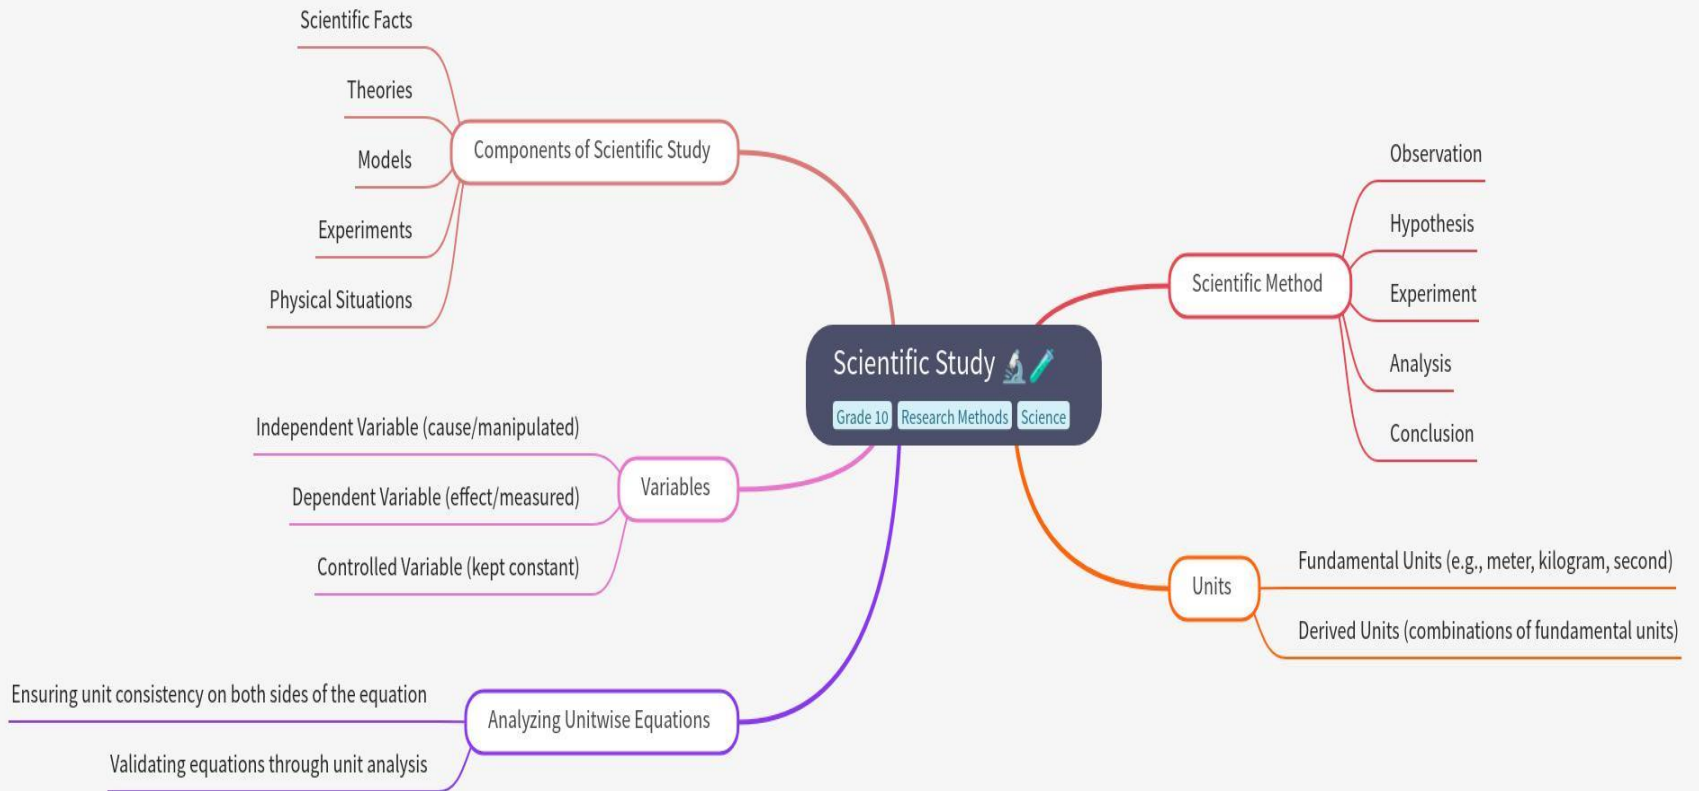 Scientific Study 🔬🧪
Grade 10 Research Methods Science
Components of Scientific Study
Scientific Facts
Theories
Models
Experiments
Physical Situations
Variables
Independent Variable (cause/manipulated)
Dependent Variable (effect/measured)
Controlled Variable (kept constant)
Analyzing Unitwise Equations
Ensuring unit consistency on both sides of the equation
Validating equations through unit analysis
Scientific Method
Observation
Hypothesis
Experiment
Analysis
Conclusion
Units
Fundamental Units (e.g., meter, kilogram, second)
Derived Units (combinations of fundamental units)